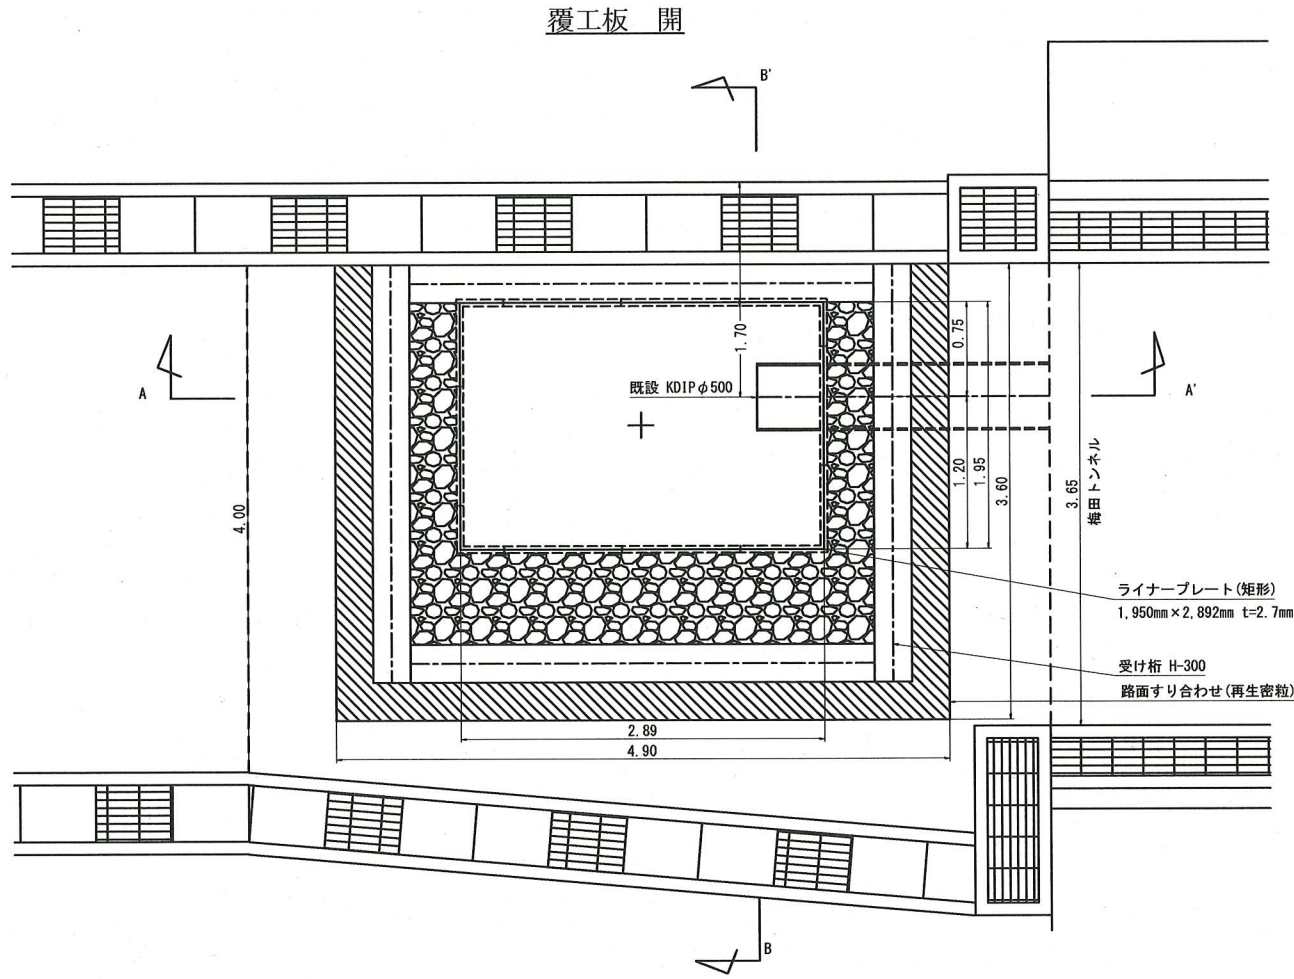 覆工板　開
B'
1.70
0.75
A
既設 KDIPφ500
A'
4.00
1.20
1.95
3.60
3.65
梅田トンネル
ライナープレート(矩形)
1,950mm×2,892mm t=2.7mm
受け桁 H-300
路面すり合わせ(再生密粒)
2.89
4.90
B